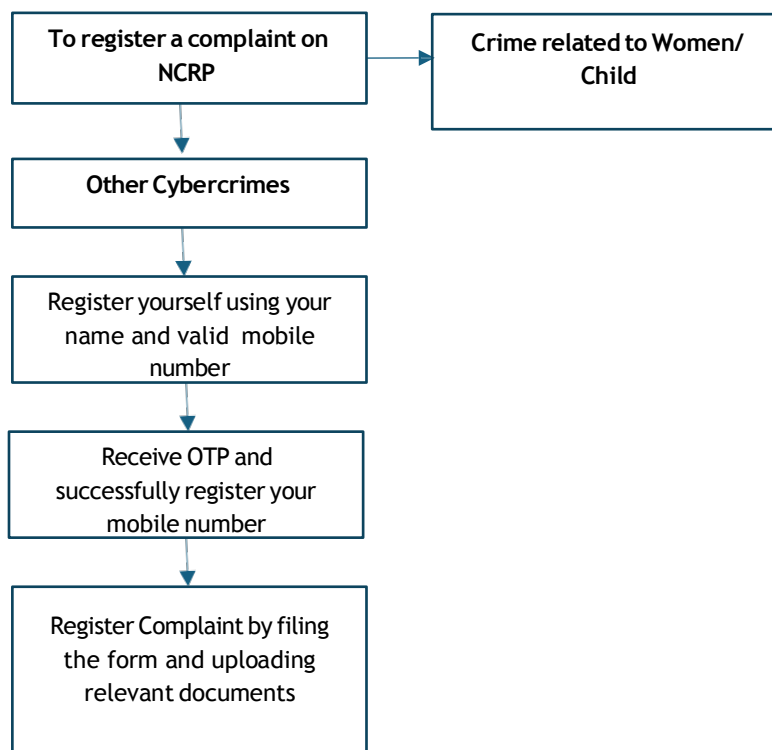 To register a complaint on
NCRP
Crime related to Women/
Child
Other Cybercrimes
Register yourself using your
name and valid mobile
number
Receive OTP and
successfully register your
mobile number
Register Complaint by filing
the form and uploading
relevant documents